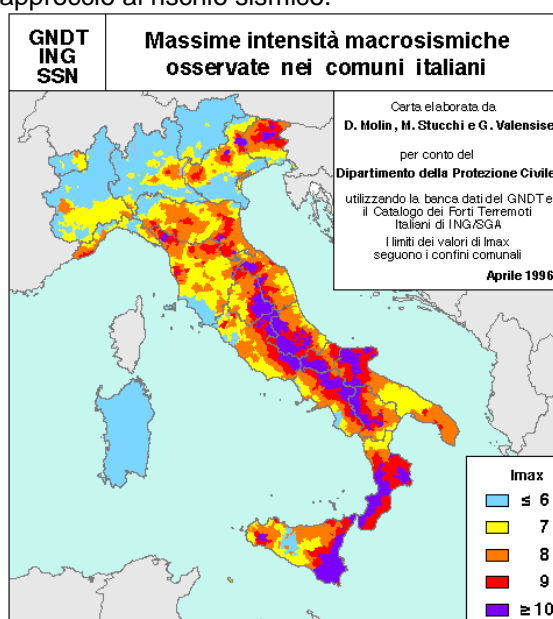 approccio al rischio sismico.
GNDT
ING
SSN
Massime intensità macrosismiche
osservate nei comuni italiani
Carta elaborata da
D. Molin, M. Stucchi e G. Valensise
per conto del
Dipartimento della Protezione Civile
utilizzando la banca dati del GNDT e
il Catalogo dei Forti Terremoti
Italiani di ING/SGA
I limiti dei valori di Imax
seguono i confini comunali
Aprile 1996
Imax
≤ 6
7
8
9
≥ 10